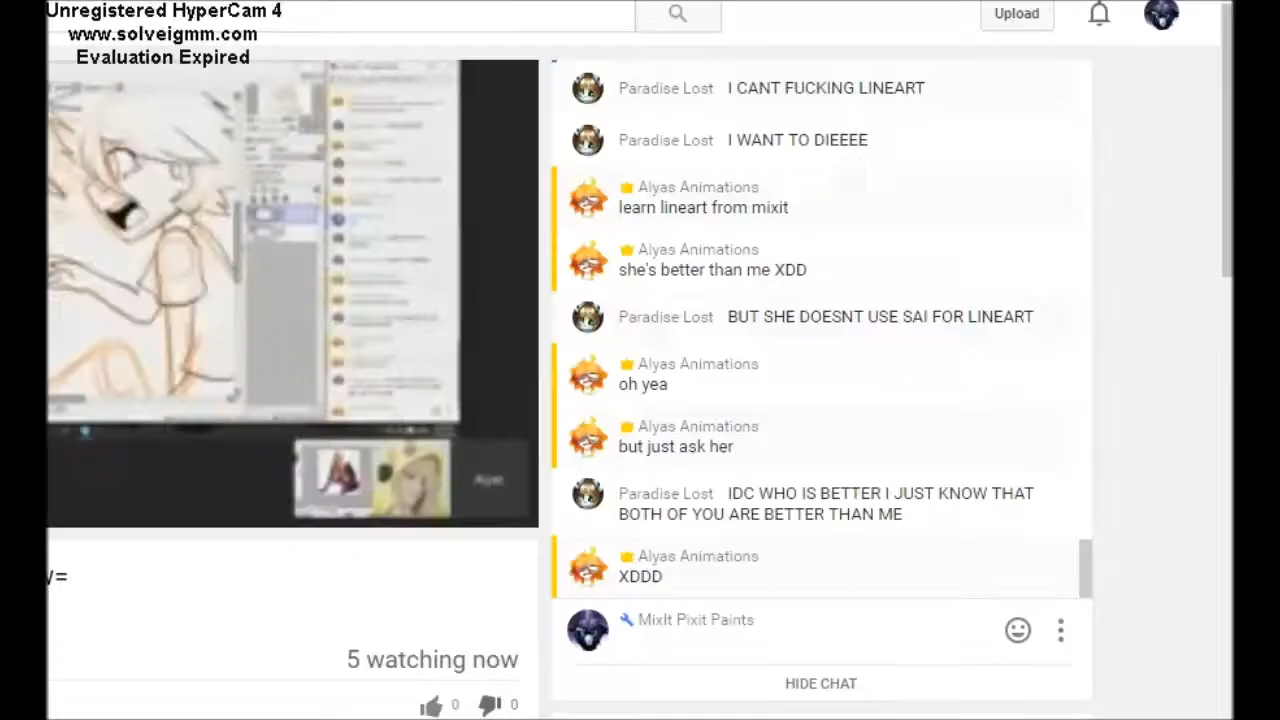 Unregistered HyperCam 4
www.solveigmm.com
Evaluation Expired
Upload
Paradise Lost I CANT FUCKING LINEART
Paradise Lost I WANT TO DIEEEE
Alyas Animations
learn lineart from mixit
Alyas Animations
she's better than me XDD
Paradise Lost BUT SHE DOESNT USE SAI FOR LINEART
Alyas Animations
oh yea
Alyas Animations
but just ask her
Paradise Lost IDC WHO IS BETTER I JUST KNOW THAT
BOTH OF YOU ARE BETTER THAN ME
Alyas Animations
XDDD
MixIt Pixit Paints
HIDE CHAT
Alyas
/=
5 watching now
0 0